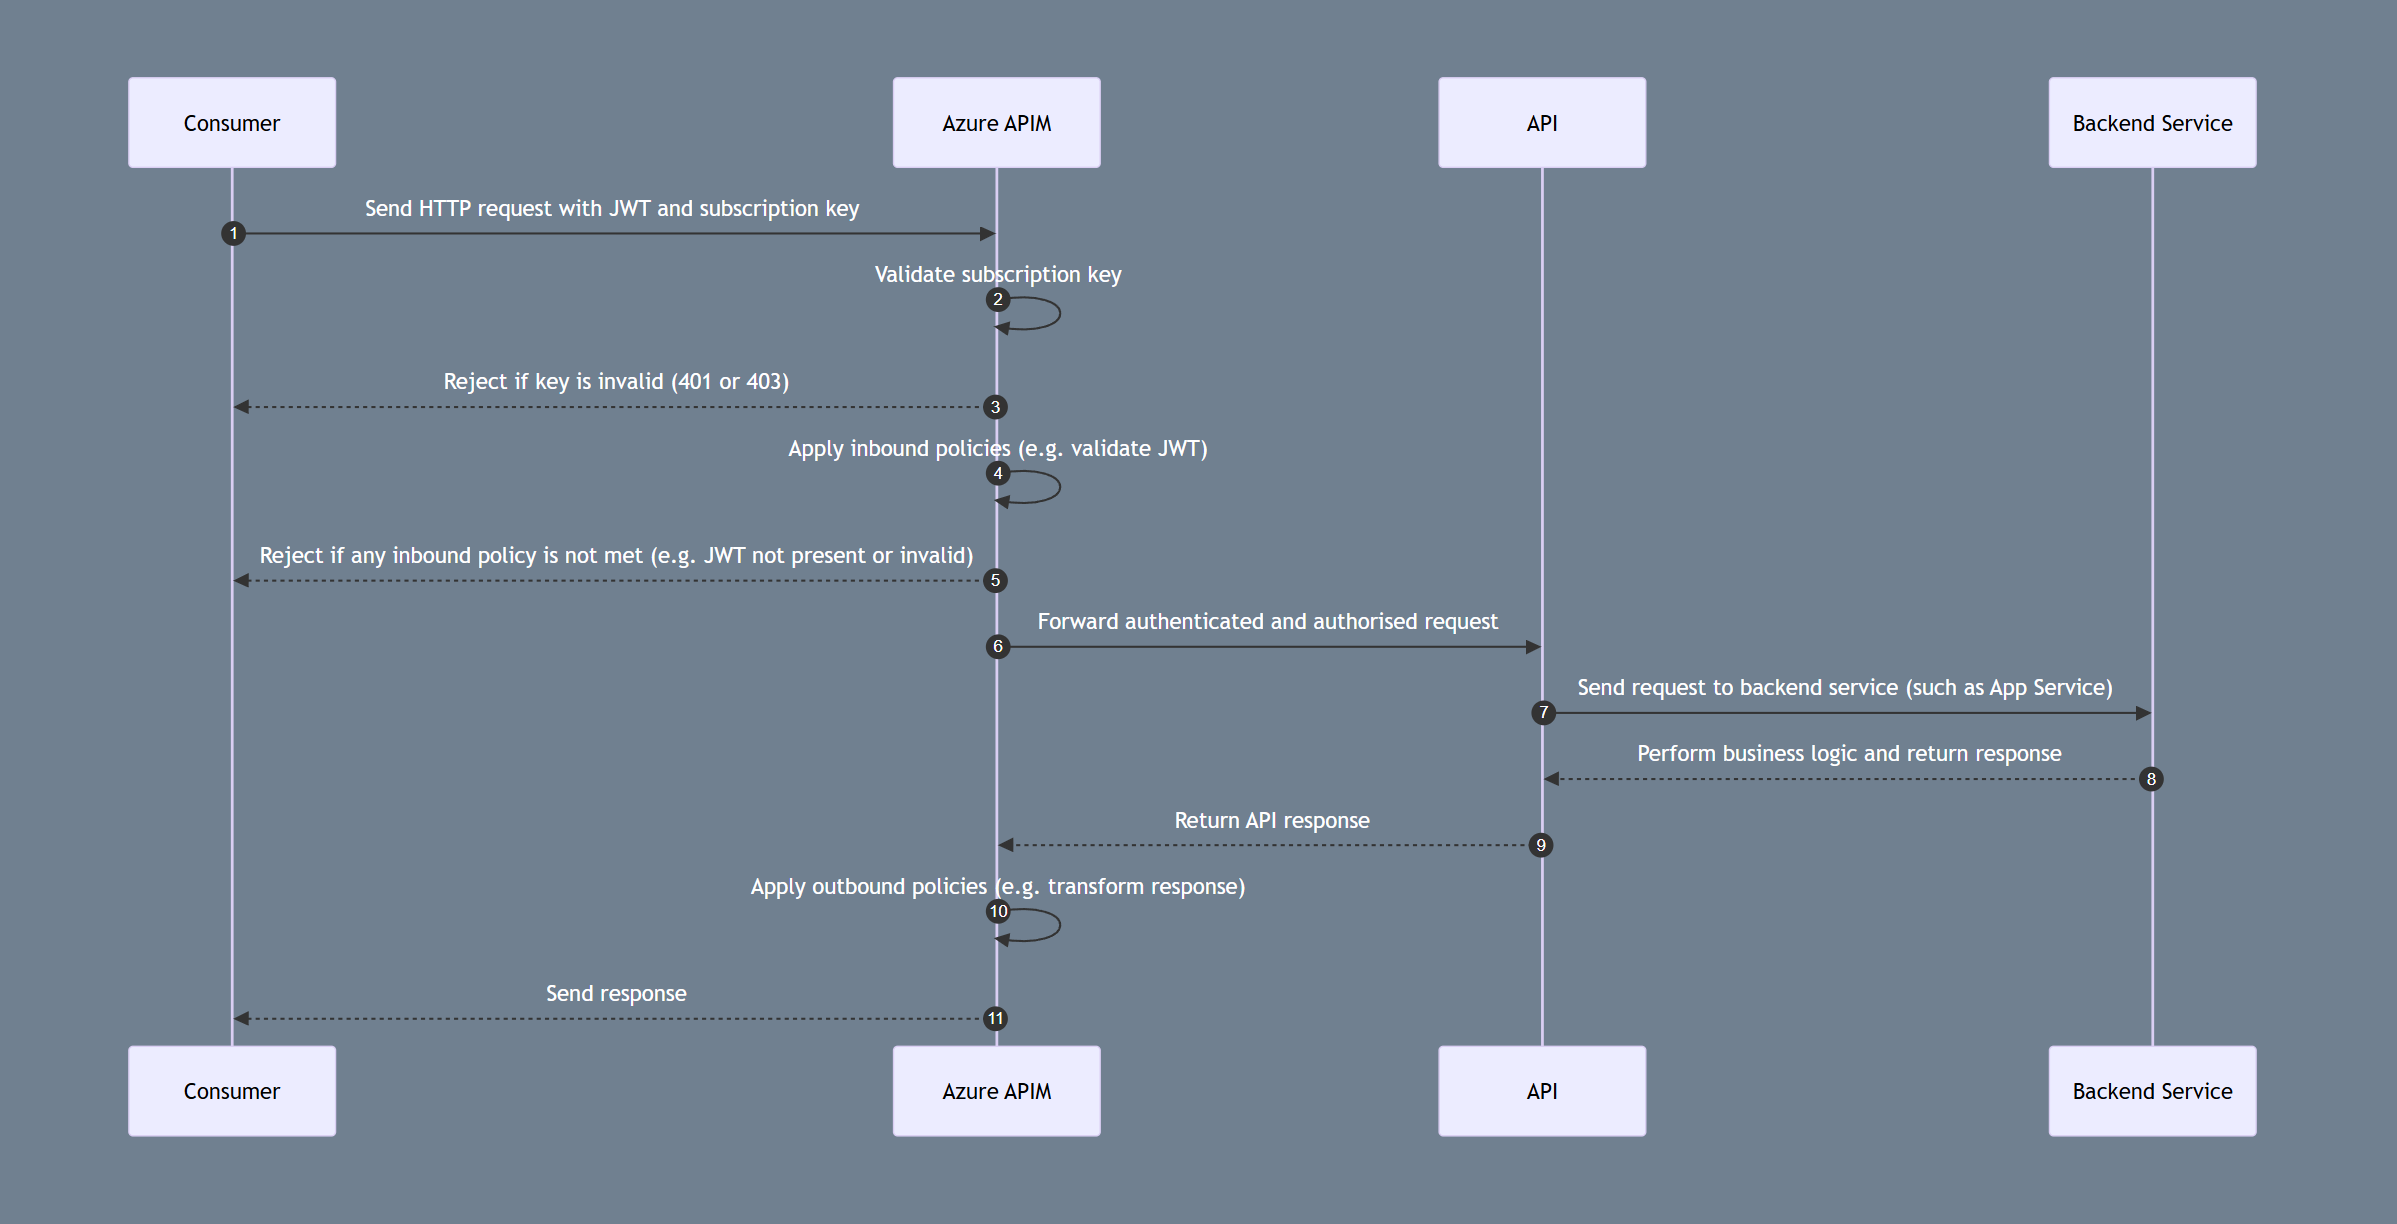 Consumer
Azure APIM
API
Backend Service
Send HTTP request with JWT and subscription key
1
Validate subscription key
2
Reject if key is invalid (401 or 403)
3
Apply inbound policies (e.g. validate JWT)
4
Reject if any inbound policy is not met (e.g. JWT not present or invalid)
5
Forward authenticated and authorised request
6
Send request to backend service (such as App Service)
7
Perform business logic and return response
8
Return API response
9
Apply outbound policies (e.g. transform response)
10
Send response
11
Consumer
Azure APIM
API
Backend Service